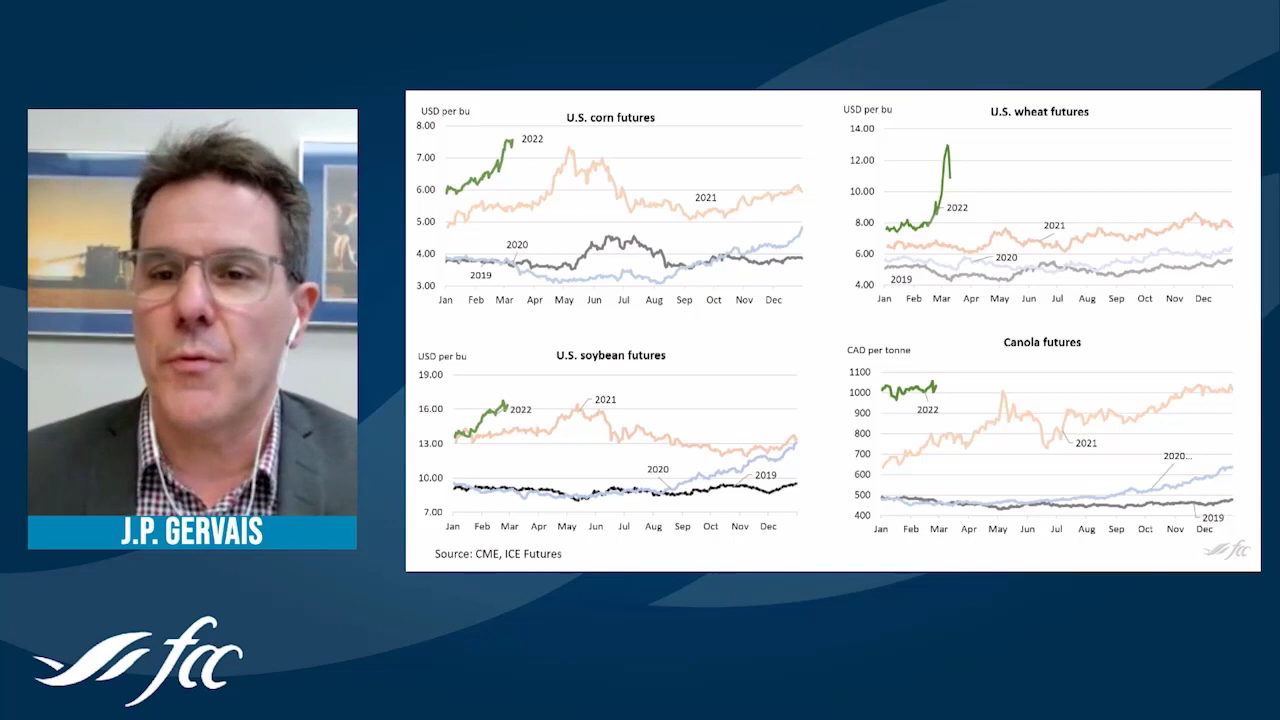 J.P. GERVAIS
fcc
USD per bu
U.S. corn futures
8.00
7.00
6.00
5.00
4.00
3.00
2022
2021
2020
2019
Jan Feb Mar Apr May Jun Jul Aug Sep Oct Nov Dec
USD per bu
U.S. wheat futures
14.00
12.00
10.00
8.00
6.00
4.00
2022
2021
2020
2019
Jan Feb Mar Apr May Jun Jul Aug Sep Oct Nov Dec
USD per bu
U.S. soybean futures
19.00
16.00
13.00
10.00
7.00
2022
2021
2020
2019
Jan Feb Mar Apr May Jun Jul Aug Sep Oct Nov Dec
CAD per tonne
Canola futures
1100
1000
900
800
700
600
500
400
2022
2021
2020...
2019
Jan Feb Mar Apr May Jun Jul Aug Sep Oct Nov Dec
Source: CME, ICE Futures
fcc